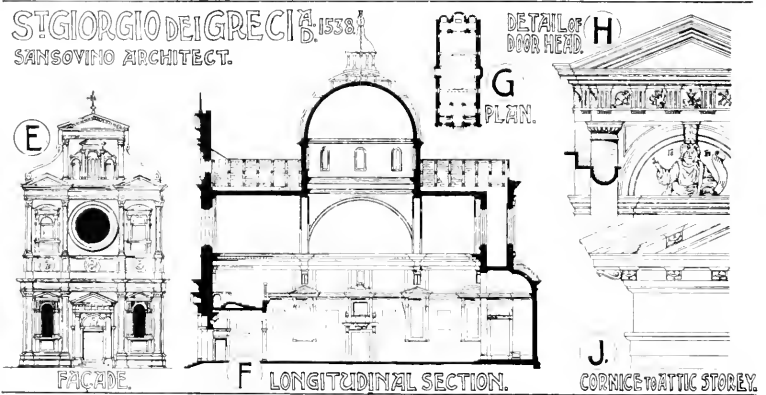 ST GIORGIO DEI GRECI A.D. 1538.
SANSOVINO ARCHITECT.
E
FAÇADE.
F LONGITUDINAL SECTION.
G
PLAN.
DETAIL OF
DOOR HEAD.
H
J.
CORNICE TO ATTIC STOREY.